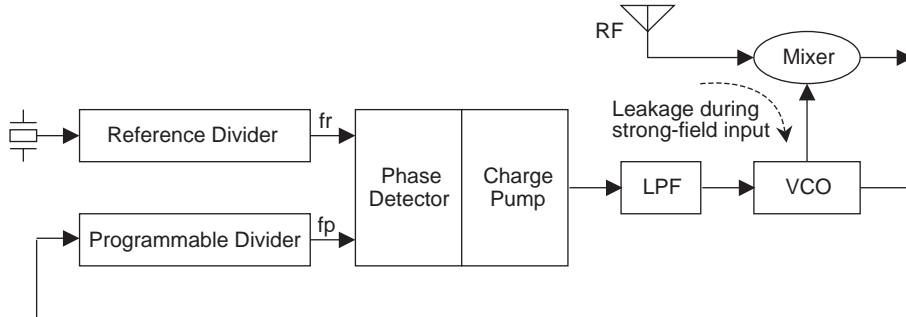 RF
Mixer
Leakage during
strong-field input
Reference Divider
fr
Phase
Detector
Charge
Pump
LPF
VCO
Programmable Divider
fp